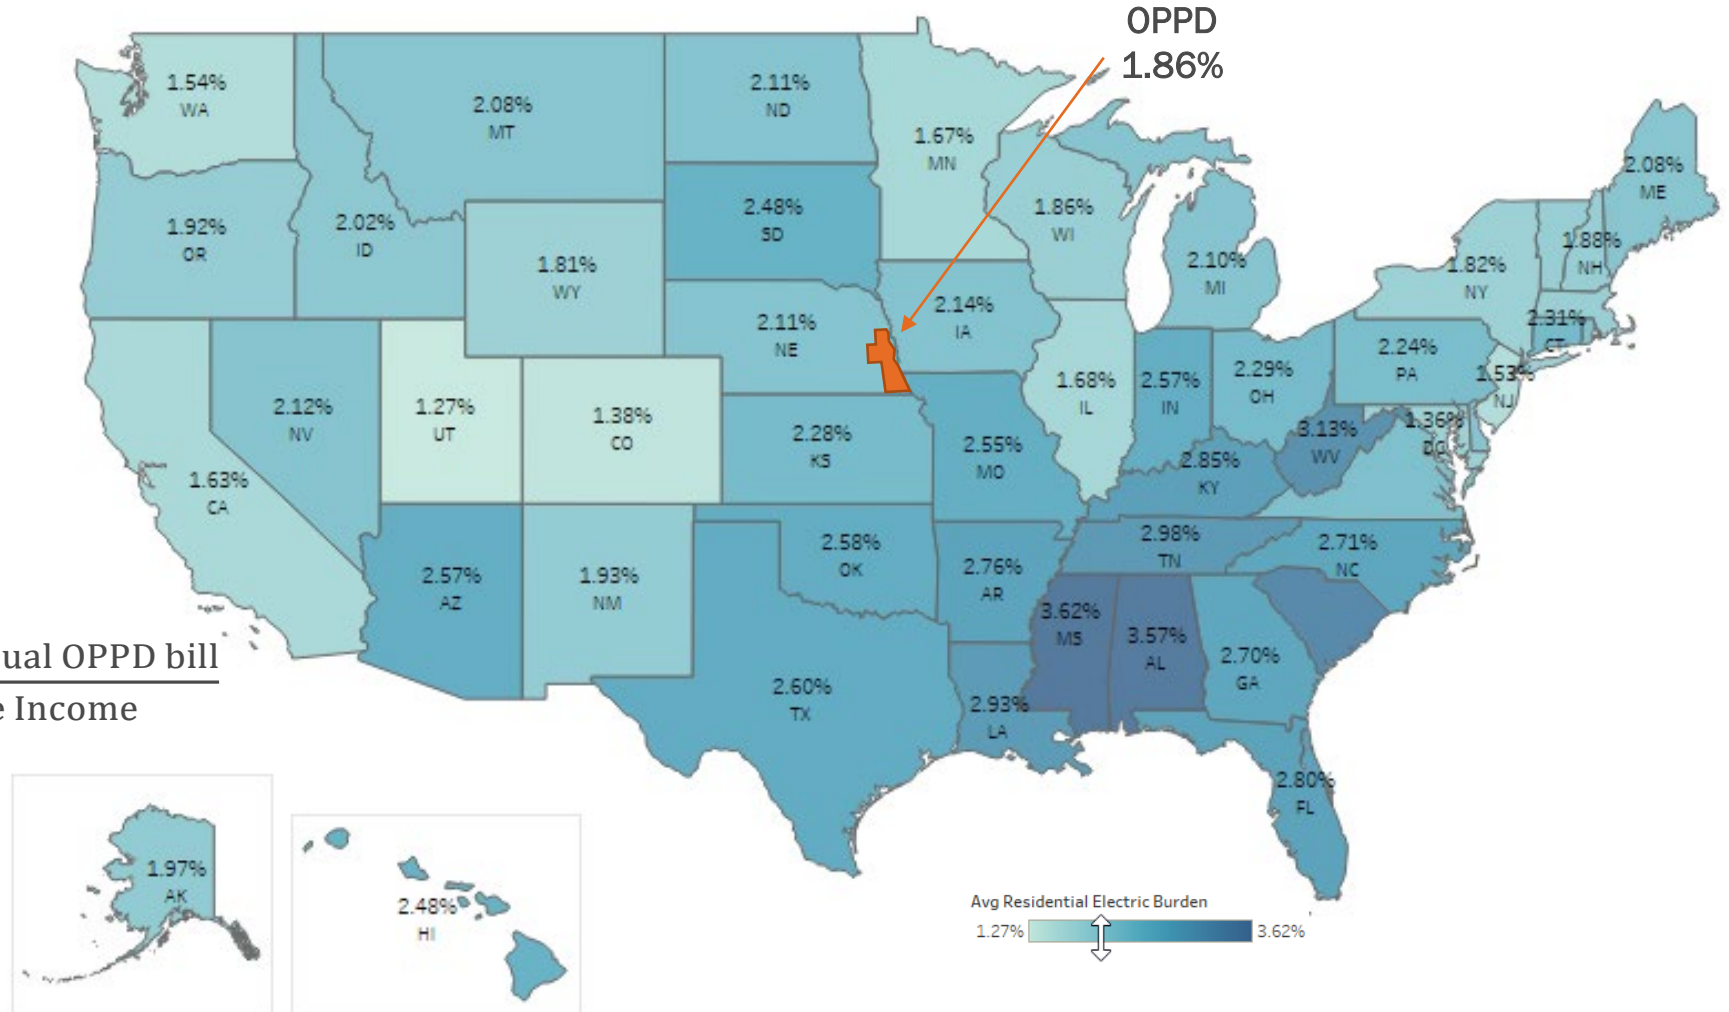 OPPD
1.86%
1.54%
WA
2.08%
MT
2.11%
ND
1.67%
MN
1.92%
OR
2.02%
ID
1.81%
WY
2.48%
SD
1.86%
WI
2.10%
MI
2.08%
ME
1.88%
NH
1.82%
NY
2.31%
CT
2.11%
NE
2.14%
IA
1.68%
IL
2.57%
IN
2.29%
OH
2.24%
PA
1.53%
NJ
1.36%
DC
2.12%
NV
1.27%
UT
1.38%
CO
2.28%
KS
2.55%
MO
2.85%
KY
3.13%
WV
1.63%
CA
2.57%
AZ
1.93%
NM
2.58%
OK
2.76%
AR
2.98%
TN
2.71%
NC
3.62%
MS
3.57%
AL
2.70%
GA
2.60%
TX
2.93%
LA
2.80%
FL
ual OPPD bill
e Income
1.97%
AK
2.48%
HI
Avg Residential Electric Burden
1.27% 3.62%